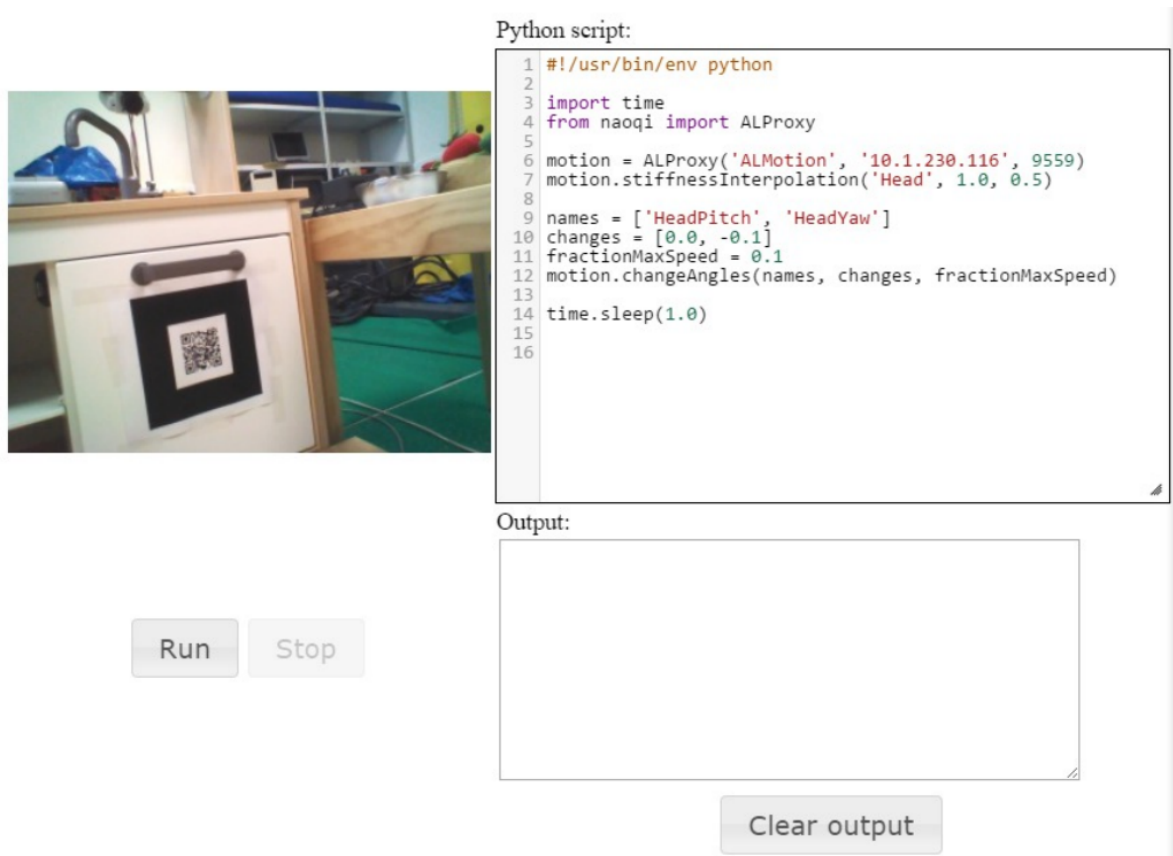 Python script:
1 #!/usr/bin/env python
2
3 import time
4 from naoqi import ALProxy
5
6 motion = ALProxy('ALMotion', '10.1.230.116', 9559)
7 motion.stiffnessInterpolation('Head', 1.0, 0.5)
8
9 names = ['HeadPitch', 'HeadYaw']
10 changes = [0.0, -0.1]
11 fractionMaxSpeed = 0.1
12 motion.changeAngles(names, changes, fractionMaxSpeed)
13
14 time.sleep(1.0)
15
16
Output:
Run Stop
Clear output